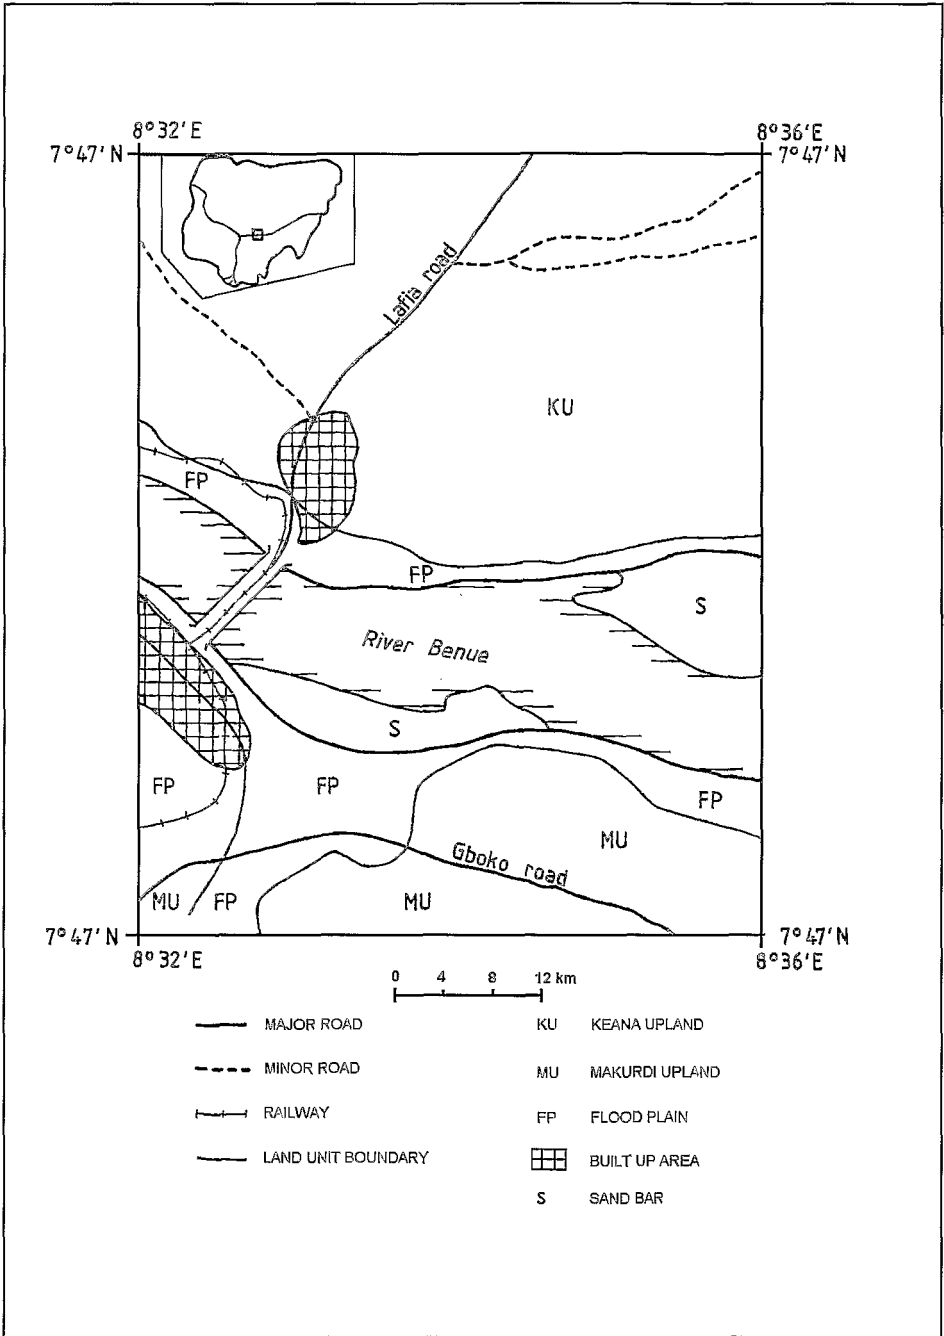 8°32'E
8°36'E
7°47'N
7°47'N
Lafia road
KU
FP
FP
S
River Benue
S
FP
FP
FP
MU
Gboko road
MU
FP
MU
7°47'N
7°47'N
8°32'E
8°36'E
0 4 8 12 km
MAJOR ROAD
KU KEANA UPLAND
MINOR ROAD
MU MAKURDI UPLAND
RAILWAY
FP FLOOD PLAIN
LAND UNIT BOUNDARY
BUILT UP AREA
S SAND BAR